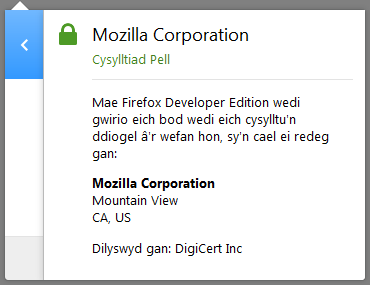 Mozilla Corporation
Cysylltiad Pell
Mae Firefox Developer Edition wedi
gwirio eich bod wedi eich cysylltu'n
ddiogel â'r wefan hon, sy'n cael ei redeg
gan:
Mozilla Corporation
Mountain View
CA, US
Dilyswyd gan: DigiCert Inc